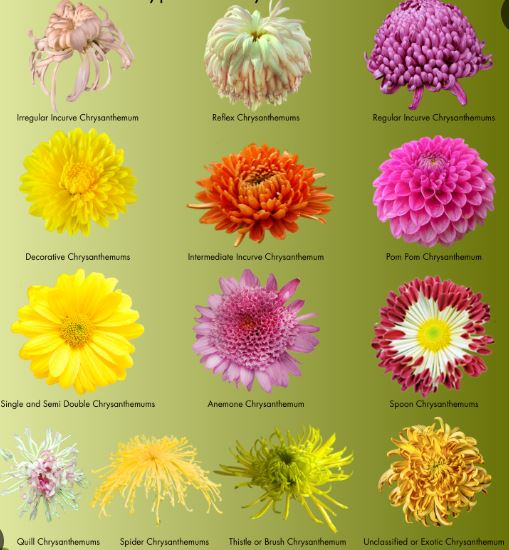 Irregular Incurve Chrysanthemum
Reflex Chrysanthemums
Regular Incurve Chrysanthemums
Decorative Chrysanthemums
Intermediate Incurve Chrysanthemum
Pom Pom Chrysanthemum
Single and Semi Double Chrysanthemums
Anemone Chrysanthemum
Spoon Chrysanthemums
Quill Chrysanthemums
Spider Chrysanthemums
Thistle or Brush Chrysanthemum
Unclassified or Exotic Chrysanthemum